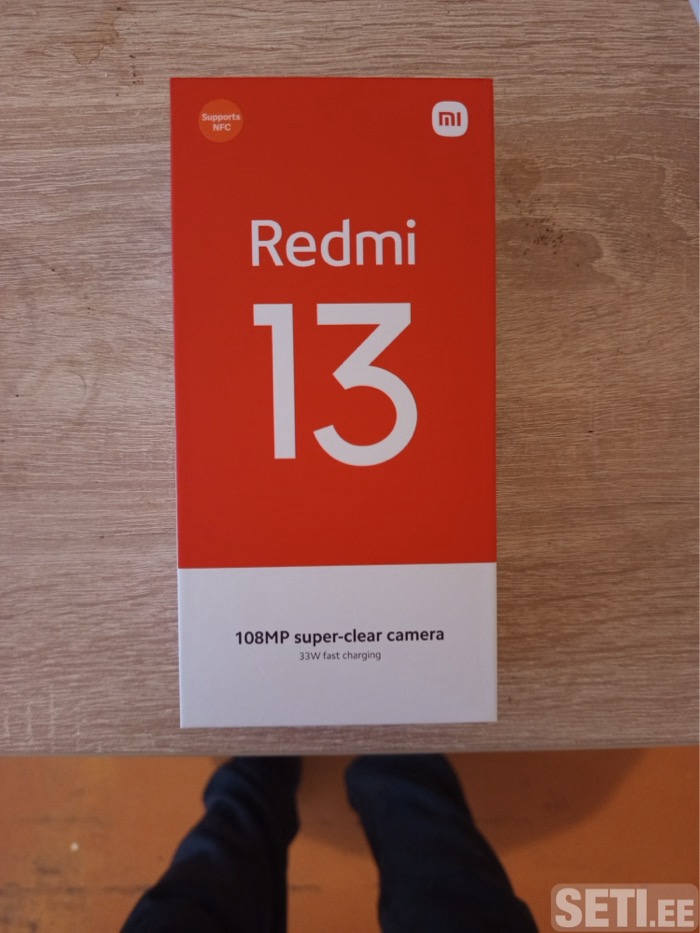 Supports
NFC
mi
Redmi
13
108MP super-clear camera
33W fast charging
SETI.EE